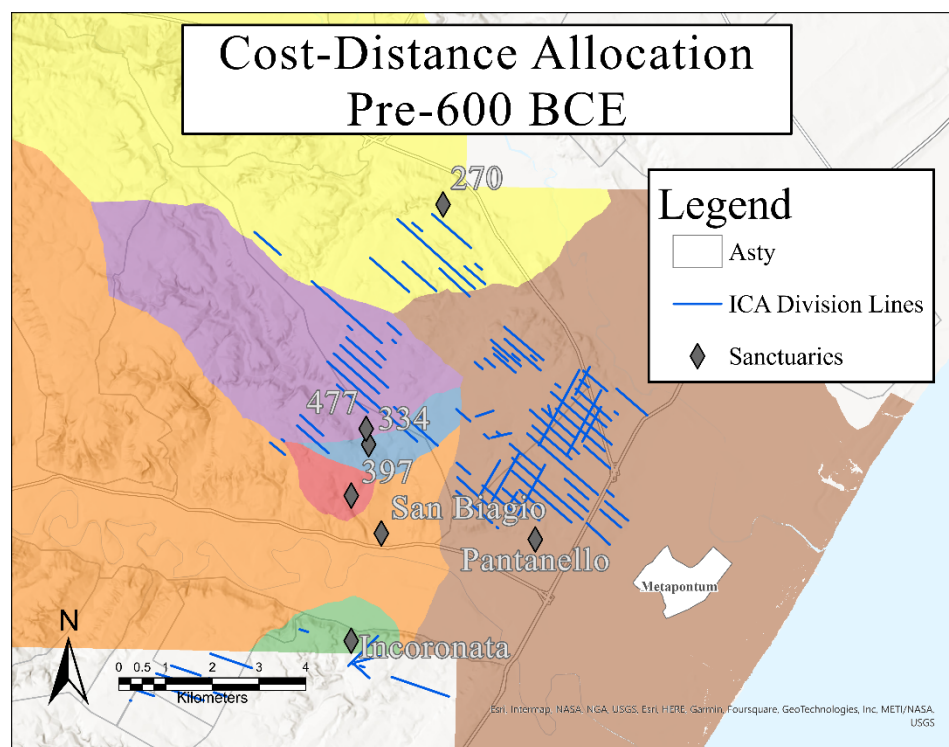 Cost-Distance Allocation
Pre-600 BCE
270
Legend
Asty
ICA Division Lines
Sanctuaries
477
334
397
San Biagio
Pantanello
Metapontum
Incoronata
N
0 0.5 1 2 3 4
Kilometers
Esri, Intermap, NASA, NGA, USGS, Esri, HERE, Garmin, Foursquare, GeoTechnologies, Inc, METI/NASA,
USGS